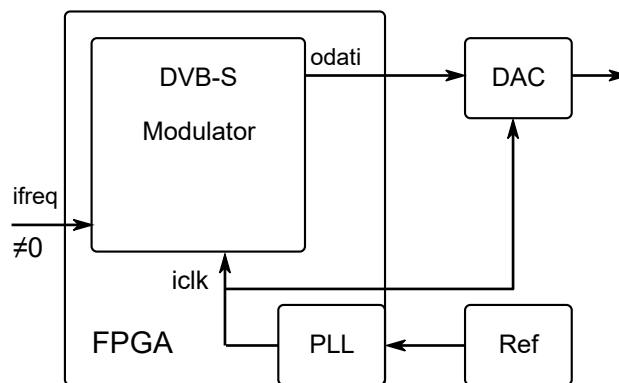 DVB-S
Modulator
odati
DAC
ifreq
≠0
iclk
FPGA
PLL
Ref